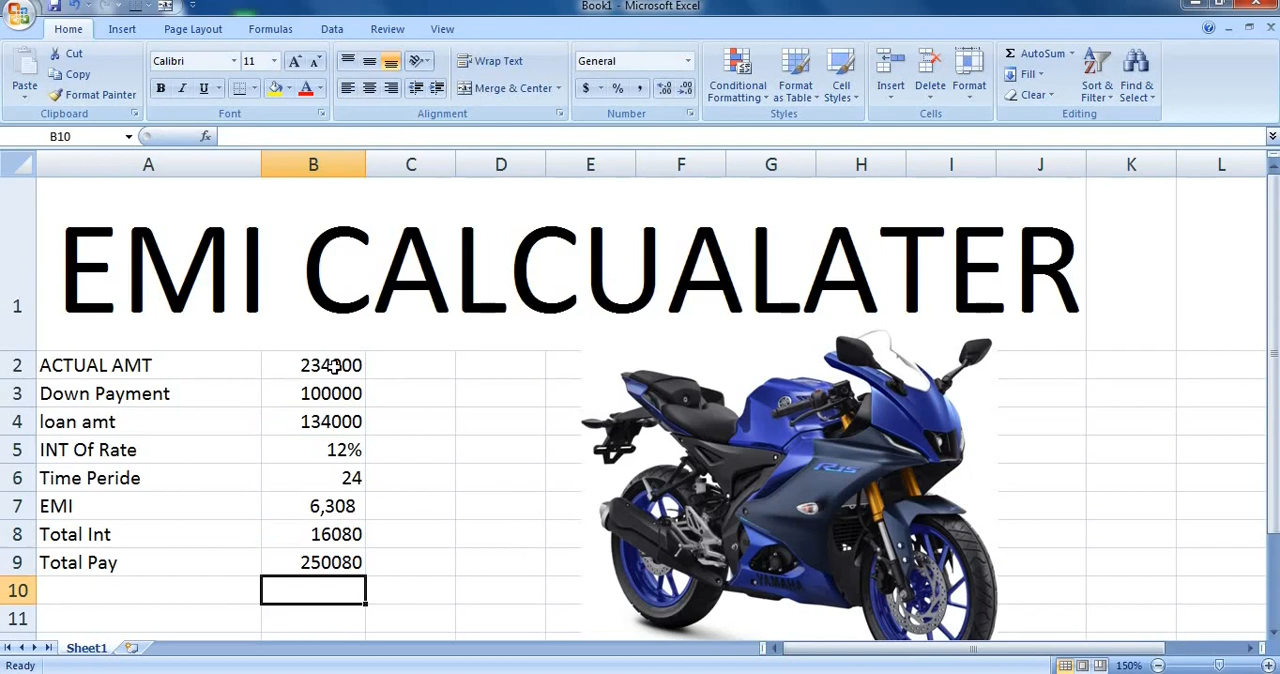 Book1 - Microsoft Excel
Home Insert Page Layout Formulas Data Review View
Cut
Copy
Format Painter
Paste
Clipboard
Calibri 11
B I U A
Font
Wrap Text
Merge & Center
Alignment
General
$ % ,
Number
Conditional Formatting
Format as Table
Cell Styles
Styles
Insert Delete Format
Cells
AutoSum
Fill
Clear
Sort & Filter
Find & Select
Editing
B10 fx
A B C D E F G H I J K L
1 EMI CALCUALATER
2 ACTUAL AMT 234000
3 Down Payment 100000
4 loan amt 134000
5 INT Of Rate 12%
6 Time Peride 24
7 EMI 6,308
8 Total Int 16080
9 Total Pay 250080
10
11
R15
YAMAHA
Sheet1
Ready 150%